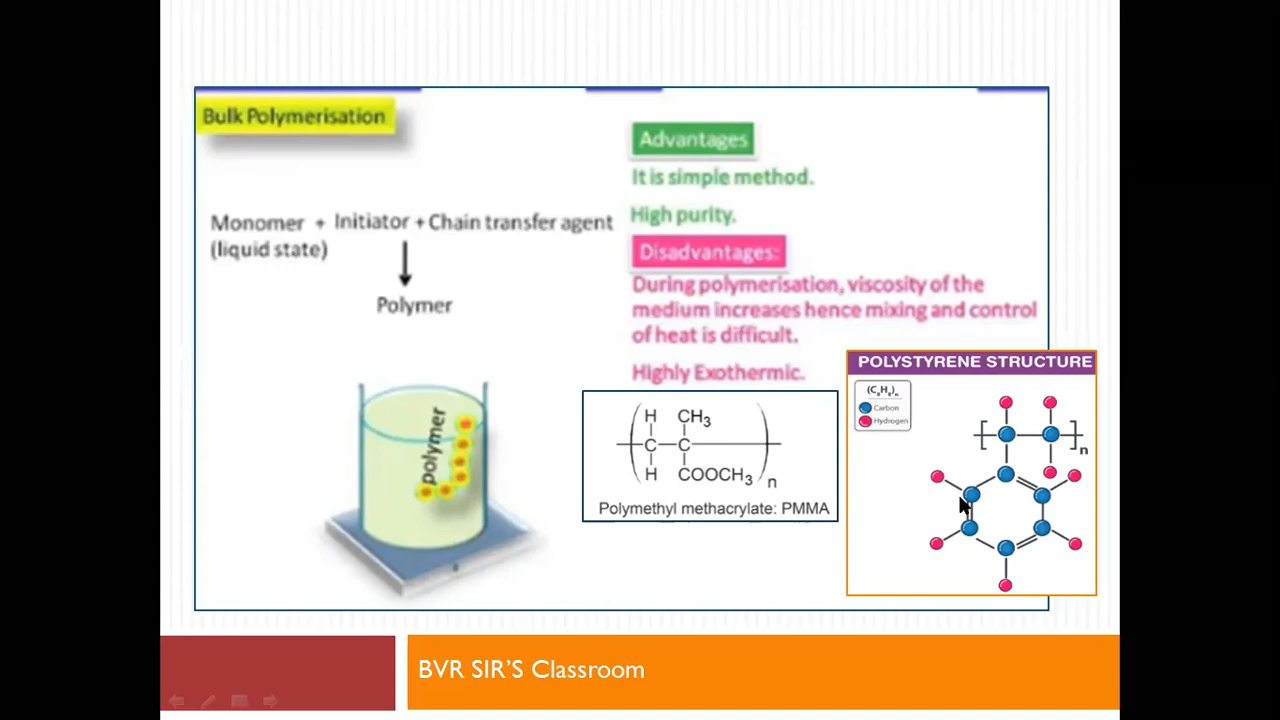 Bulk Polymerisation
Monomer + Initiator + Chain transfer agent
(liquid state)
Polymer
polymer
Advantages
It is simple method.
High purity.
Disadvantages:
During polymerisation, viscosity of the
medium increases hence mixing and control
of heat is difficult.
Highly Exothermic.
H CH₃
C C
H COOCH₃
n
Polymethyl methacrylate: PMMA
POLYSTYRENE STRUCTURE
(C₈H₈)ₙ
Carbon
Hydrogen
n
BVR SIR'S Classroom